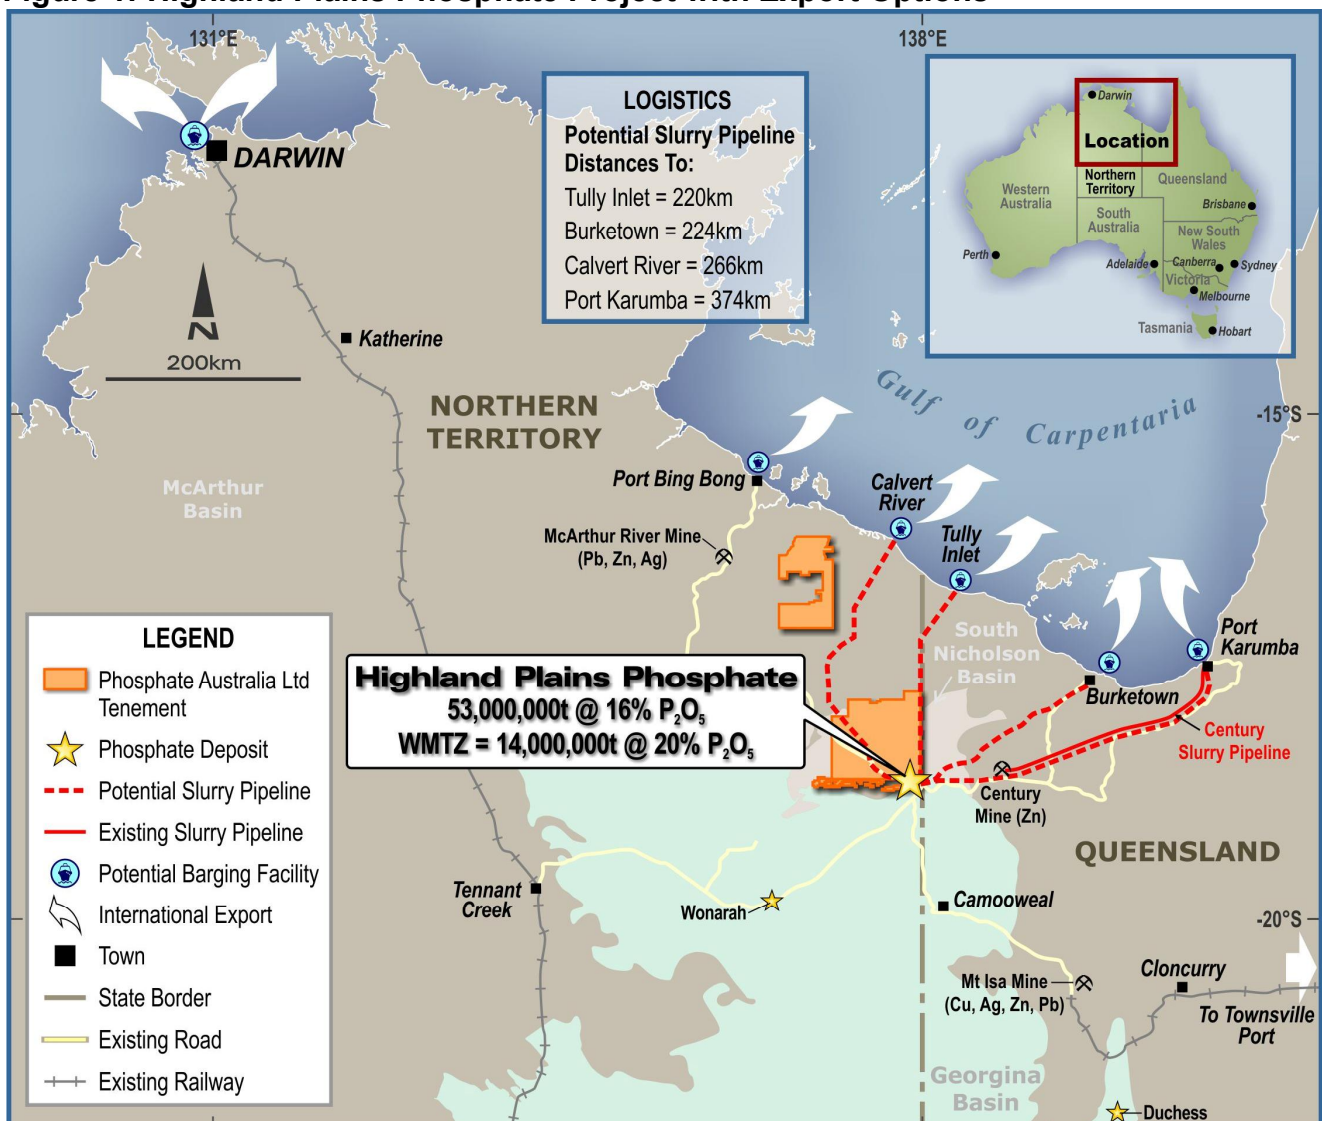 Figure 1: Highland Plains Phosphate Project with Export Options
131°E
138°E
DARWIN
N
200km
Katherine
LOGISTICS
Potential Slurry Pipeline
Distances To:
Tully Inlet = 220km
Burketown = 224km
Calvert River = 266km
Port Karumba = 374km
Darwin
Location
Northern
Territory
Western
Australia
Queensland
South
Australia
Brisbane
New South
Wales
Perth
Adelaide
Canberra
Sydney
Victoria
Melbourne
Tasmania
Hobart
Gulf of Carpentaria
-15°S
NORTHERN
TERRITORY
McArthur
Basin
Port Bing Bong
Calvert
River
McArthur River Mine
(Pb, Zn, Ag)
Tully
Inlet
South
Nicholson
Basin
Port
Karumba
Burketown
Century
Slurry Pipeline
Highland Plains Phosphate
53,000,000t @ 16% P₂O₅
WMTZ = 14,000,000t @ 20% P₂O₅
Century
Mine (Zn)
QUEENSLAND
LEGEND
Phosphate Australia Ltd
Tenement
Phosphate Deposit
Potential Slurry Pipeline
Existing Slurry Pipeline
Potential Barging Facility
International Export
Town
State Border
Existing Road
Existing Railway
Tennant
Creek
Wonarah
Camooweal
-20°S
Mt Isa Mine
(Cu, Ag, Zn, Pb)
Cloncurry
To Townsville
Port
Georgina
Basin
Duchess